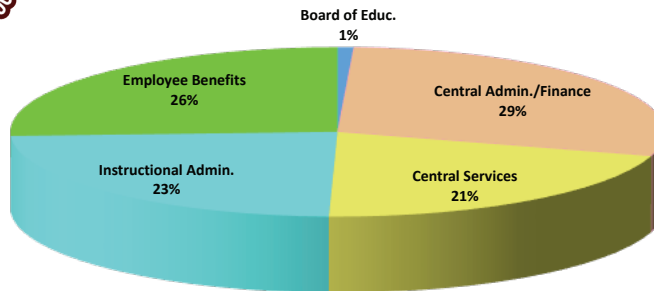 Board of Educ.
1%
Employee Benefits
26%
Central Admin./Finance
29%
Instructional Admin.
23%
Central Services
21%